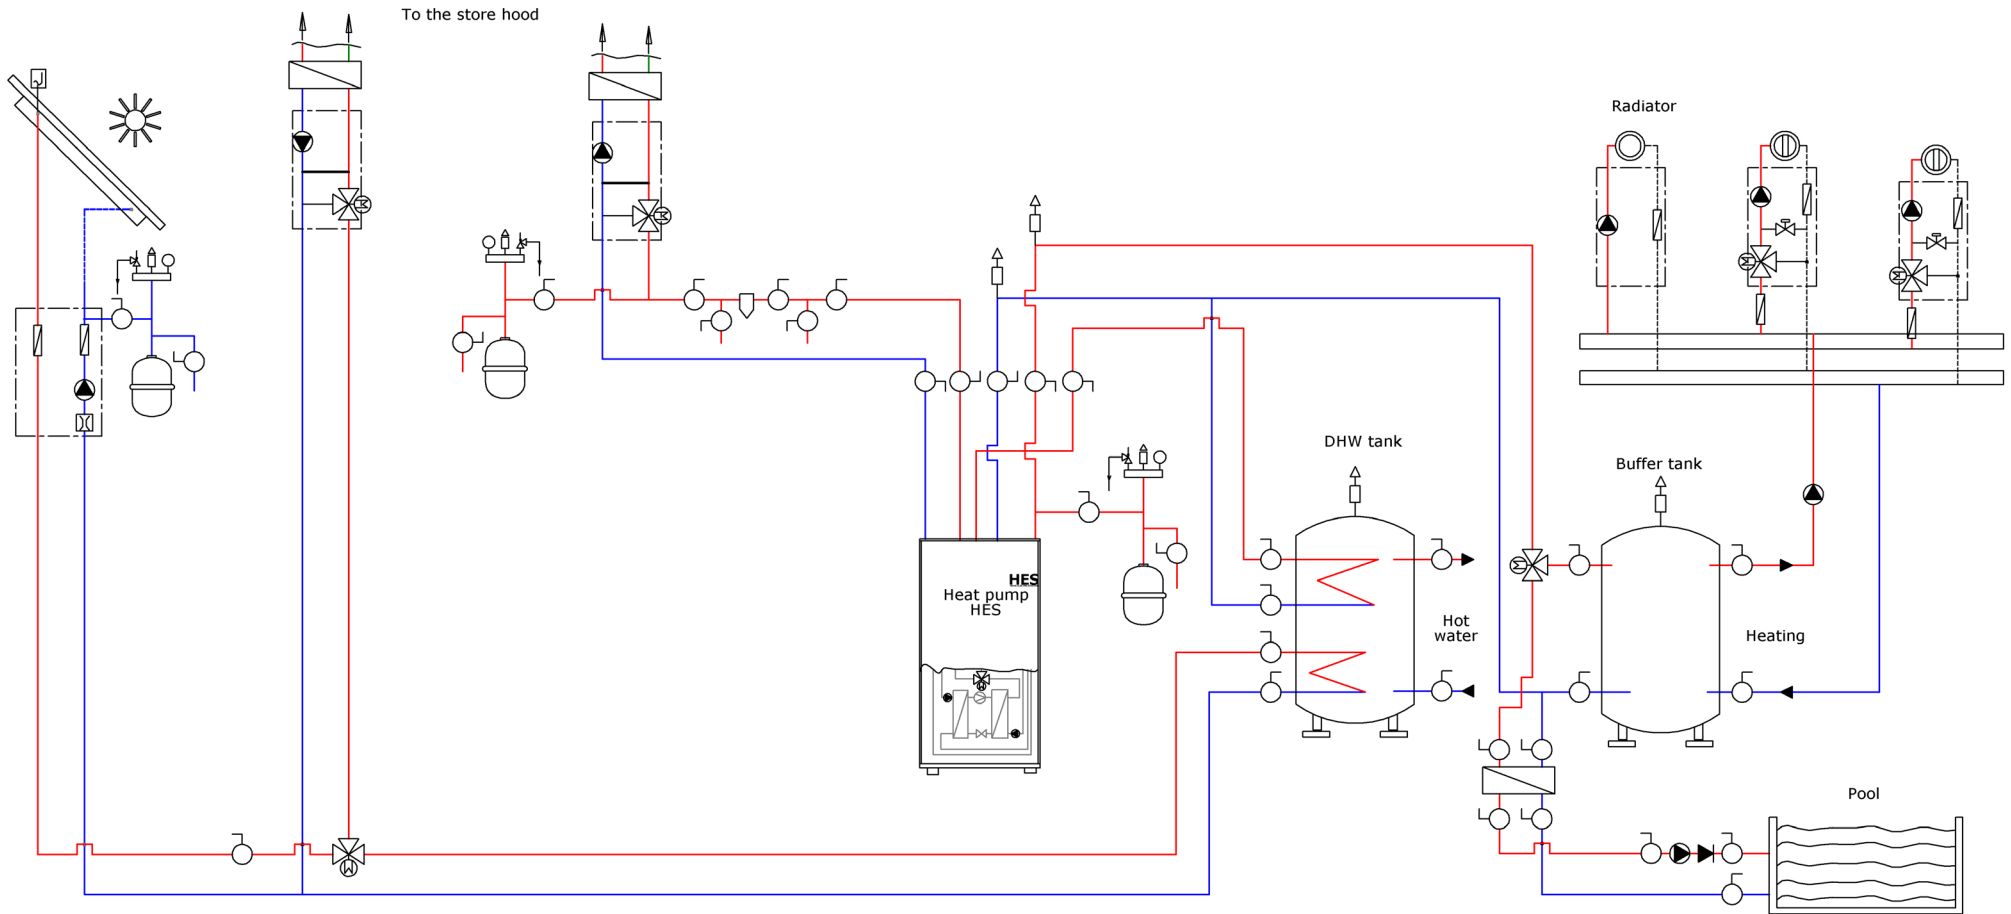 To the store hood
Radiator
DHW tank
Buffer tank
HES
Heat pump
HES
Hot
water
Heating
Pool